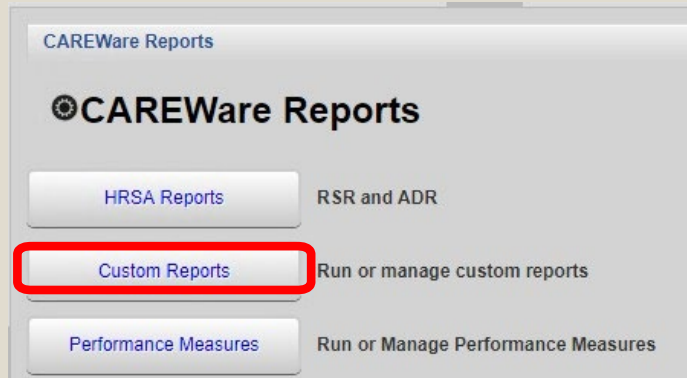 CAREWare Reports
CAREWare Reports
HRSA Reports RSR and ADR
Custom Reports Run or manage custom reports
Performance Measures Run or Manage Performance Measures